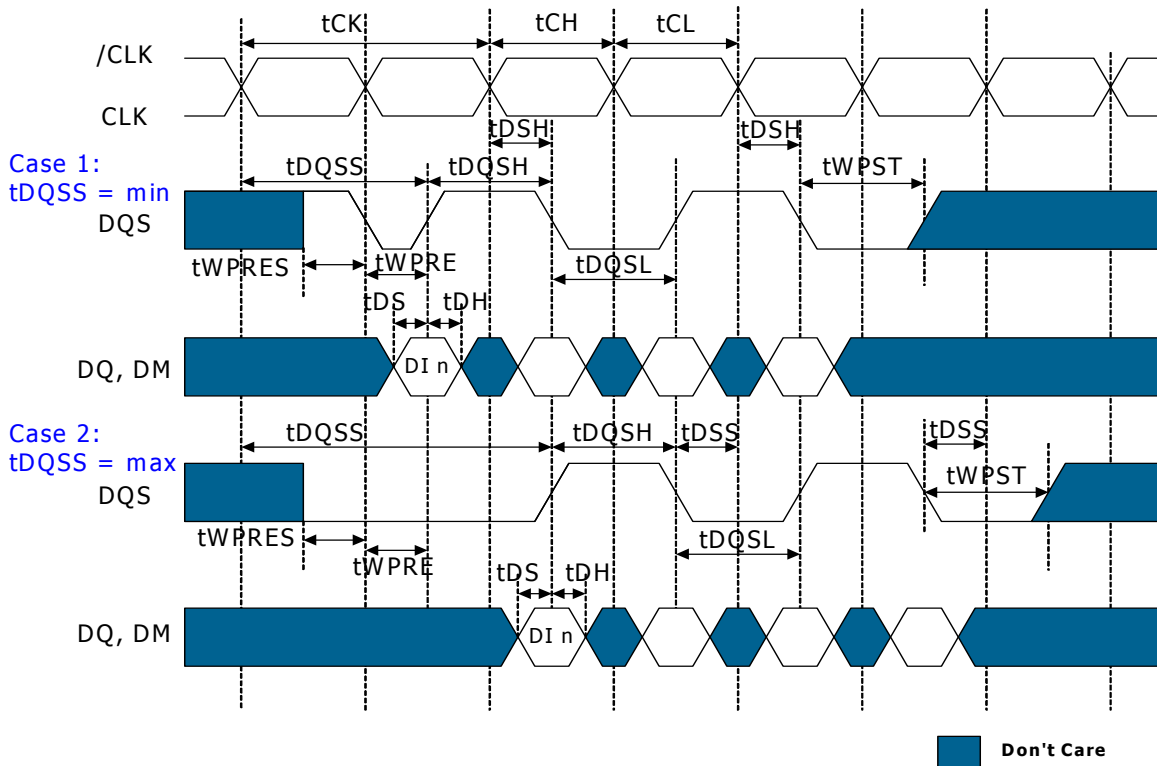 tCK tCH tCL
/CLK
CLK
tDSH tDSH
Case 1:
tDQSS = min
tDQSS tDQSH tWPST
DQS
tWPRES tWPRE tDQSL
tDS tDH
DQ, DM
DI n
Case 2:
tDQSS = max
tDQSS tDQSH tDSS tDSS
tWPST
DQS
tWPRES tWPRE tDQSL
tDS tDH
DQ, DM
DI n
Don't Care